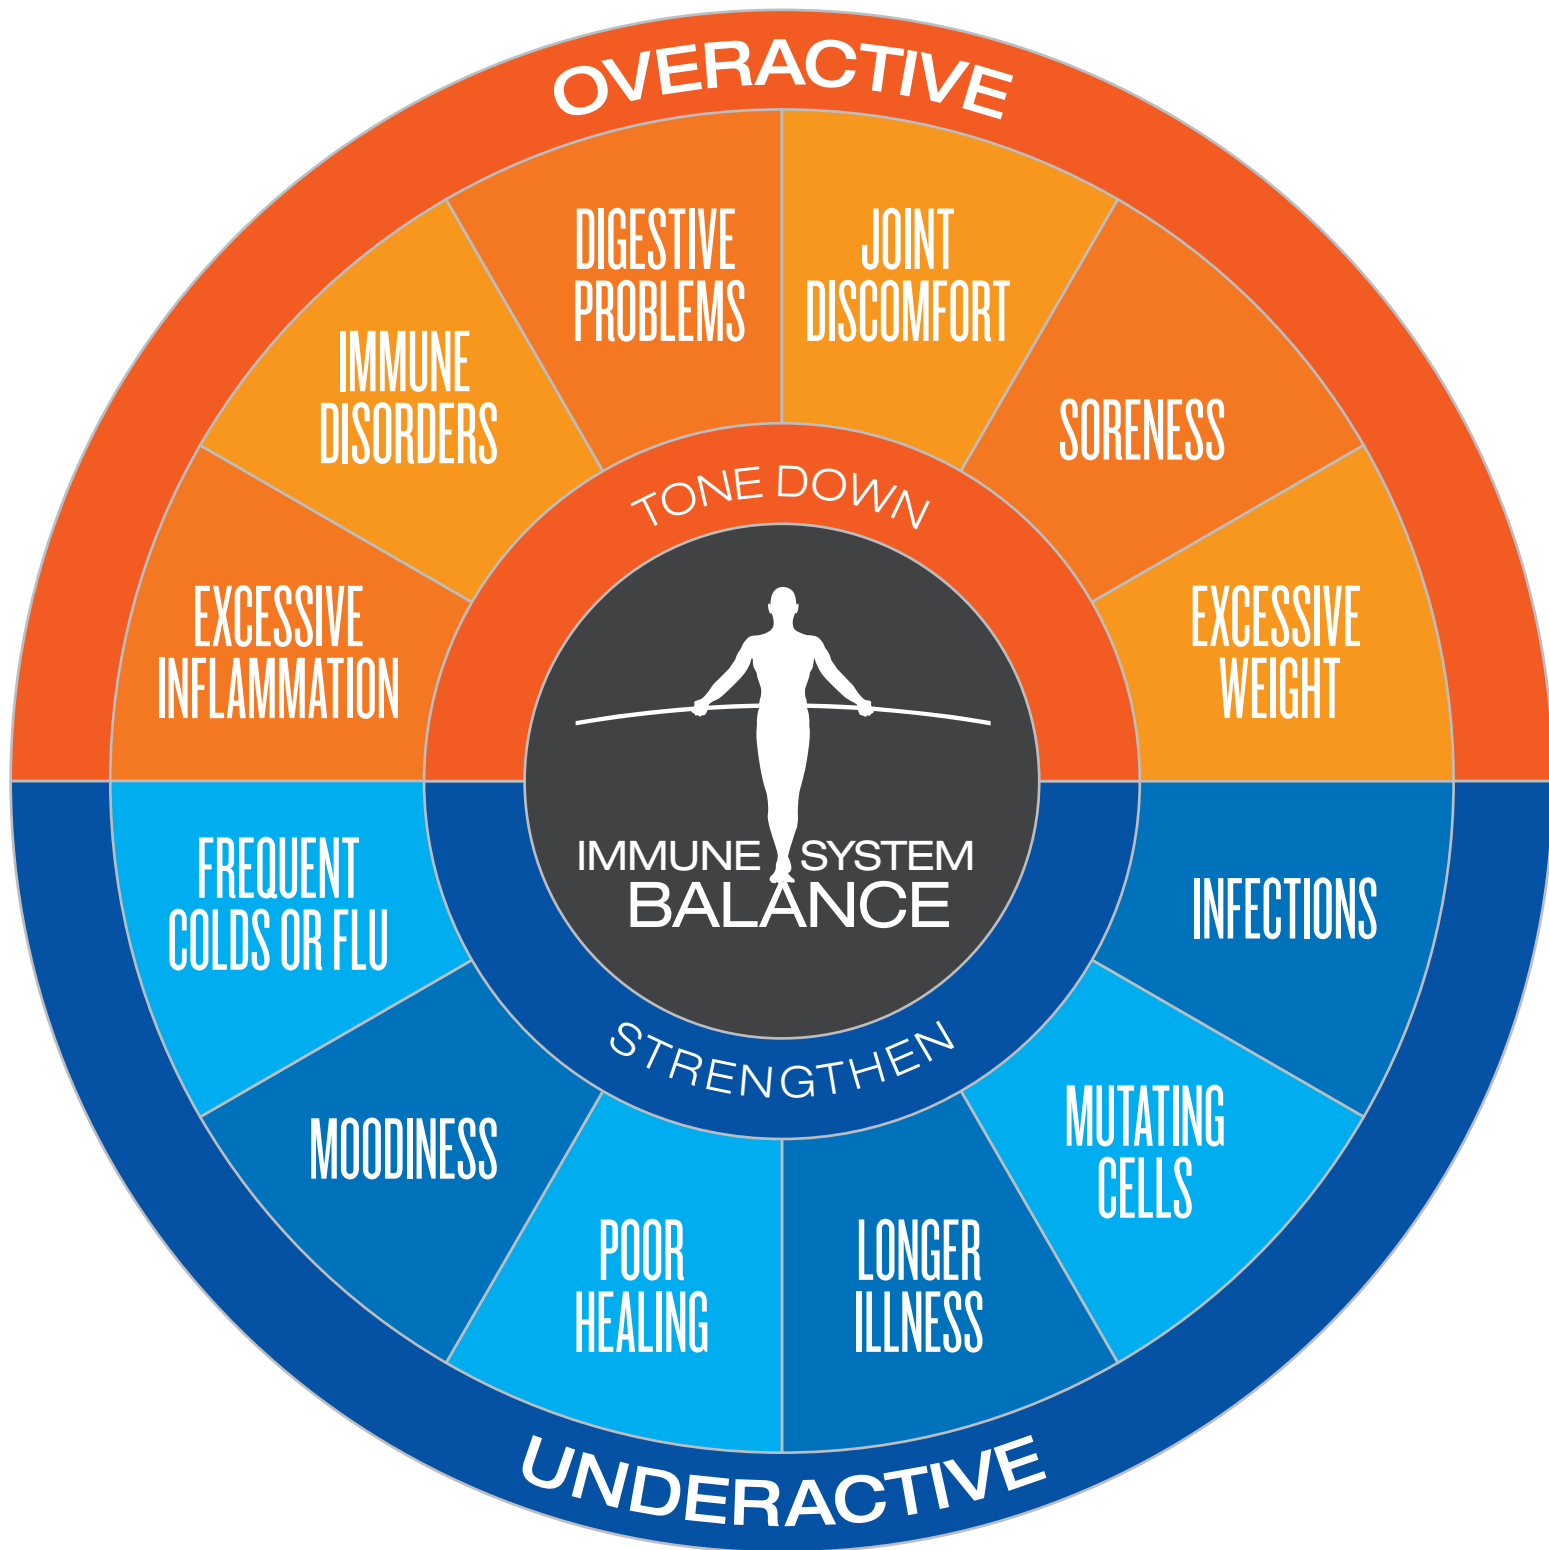 OVERACTIVE
DIGESTIVE
PROBLEMS
JOINT
DISCOMFORT
IMMUNE
DISORDERS
SORENESS
EXCESSIVE
INFLAMMATION
EXCESSIVE
WEIGHT
TONE DOWN
IMMUNE SYSTEM
BALANCE
STRENGTHEN
FREQUENT
COLDS OR FLU
INFECTIONS
MOODINESS
MUTATING
CELLS
POOR
HEALING
LONGER
ILLNESS
UNDERACTIVE